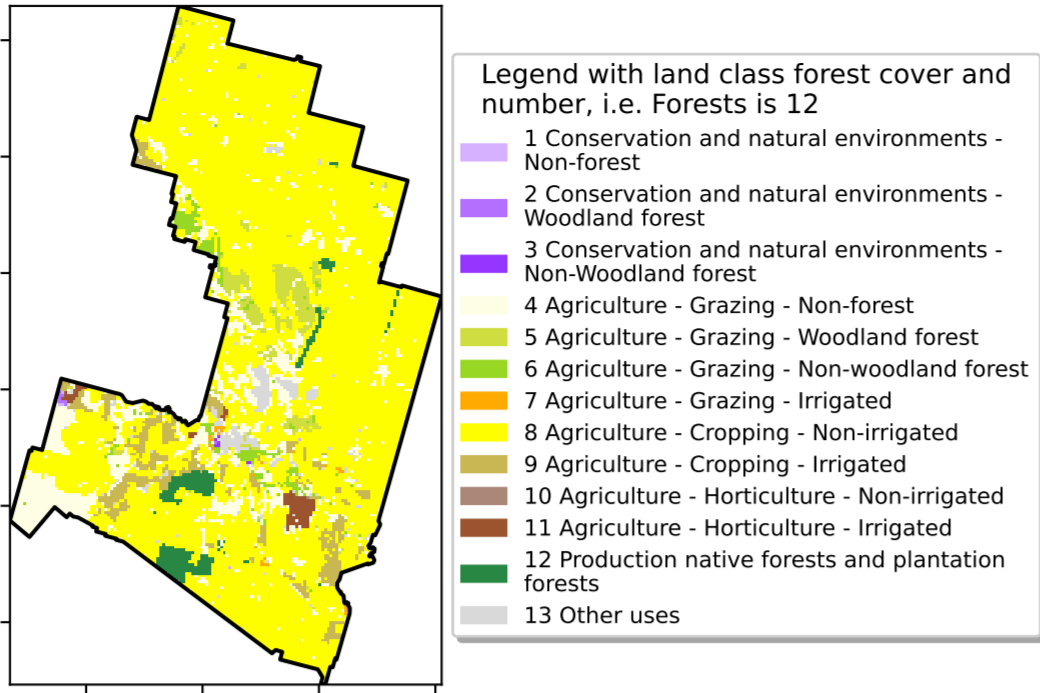 Legend with land class forest cover and
number, i.e. Forests is 12
1 Conservation and natural environments -
Non-forest
2 Conservation and natural environments -
Woodland forest
3 Conservation and natural environments -
Non-Woodland forest
4 Agriculture - Grazing - Non-forest
5 Agriculture - Grazing - Woodland forest
6 Agriculture - Grazing - Non-woodland forest
7 Agriculture - Grazing - Irrigated
8 Agriculture - Cropping - Non-irrigated
9 Agriculture - Cropping - Irrigated
10 Agriculture - Horticulture - Non-irrigated
11 Agriculture - Horticulture - Irrigated
12 Production native forests and plantation
forests
13 Other uses